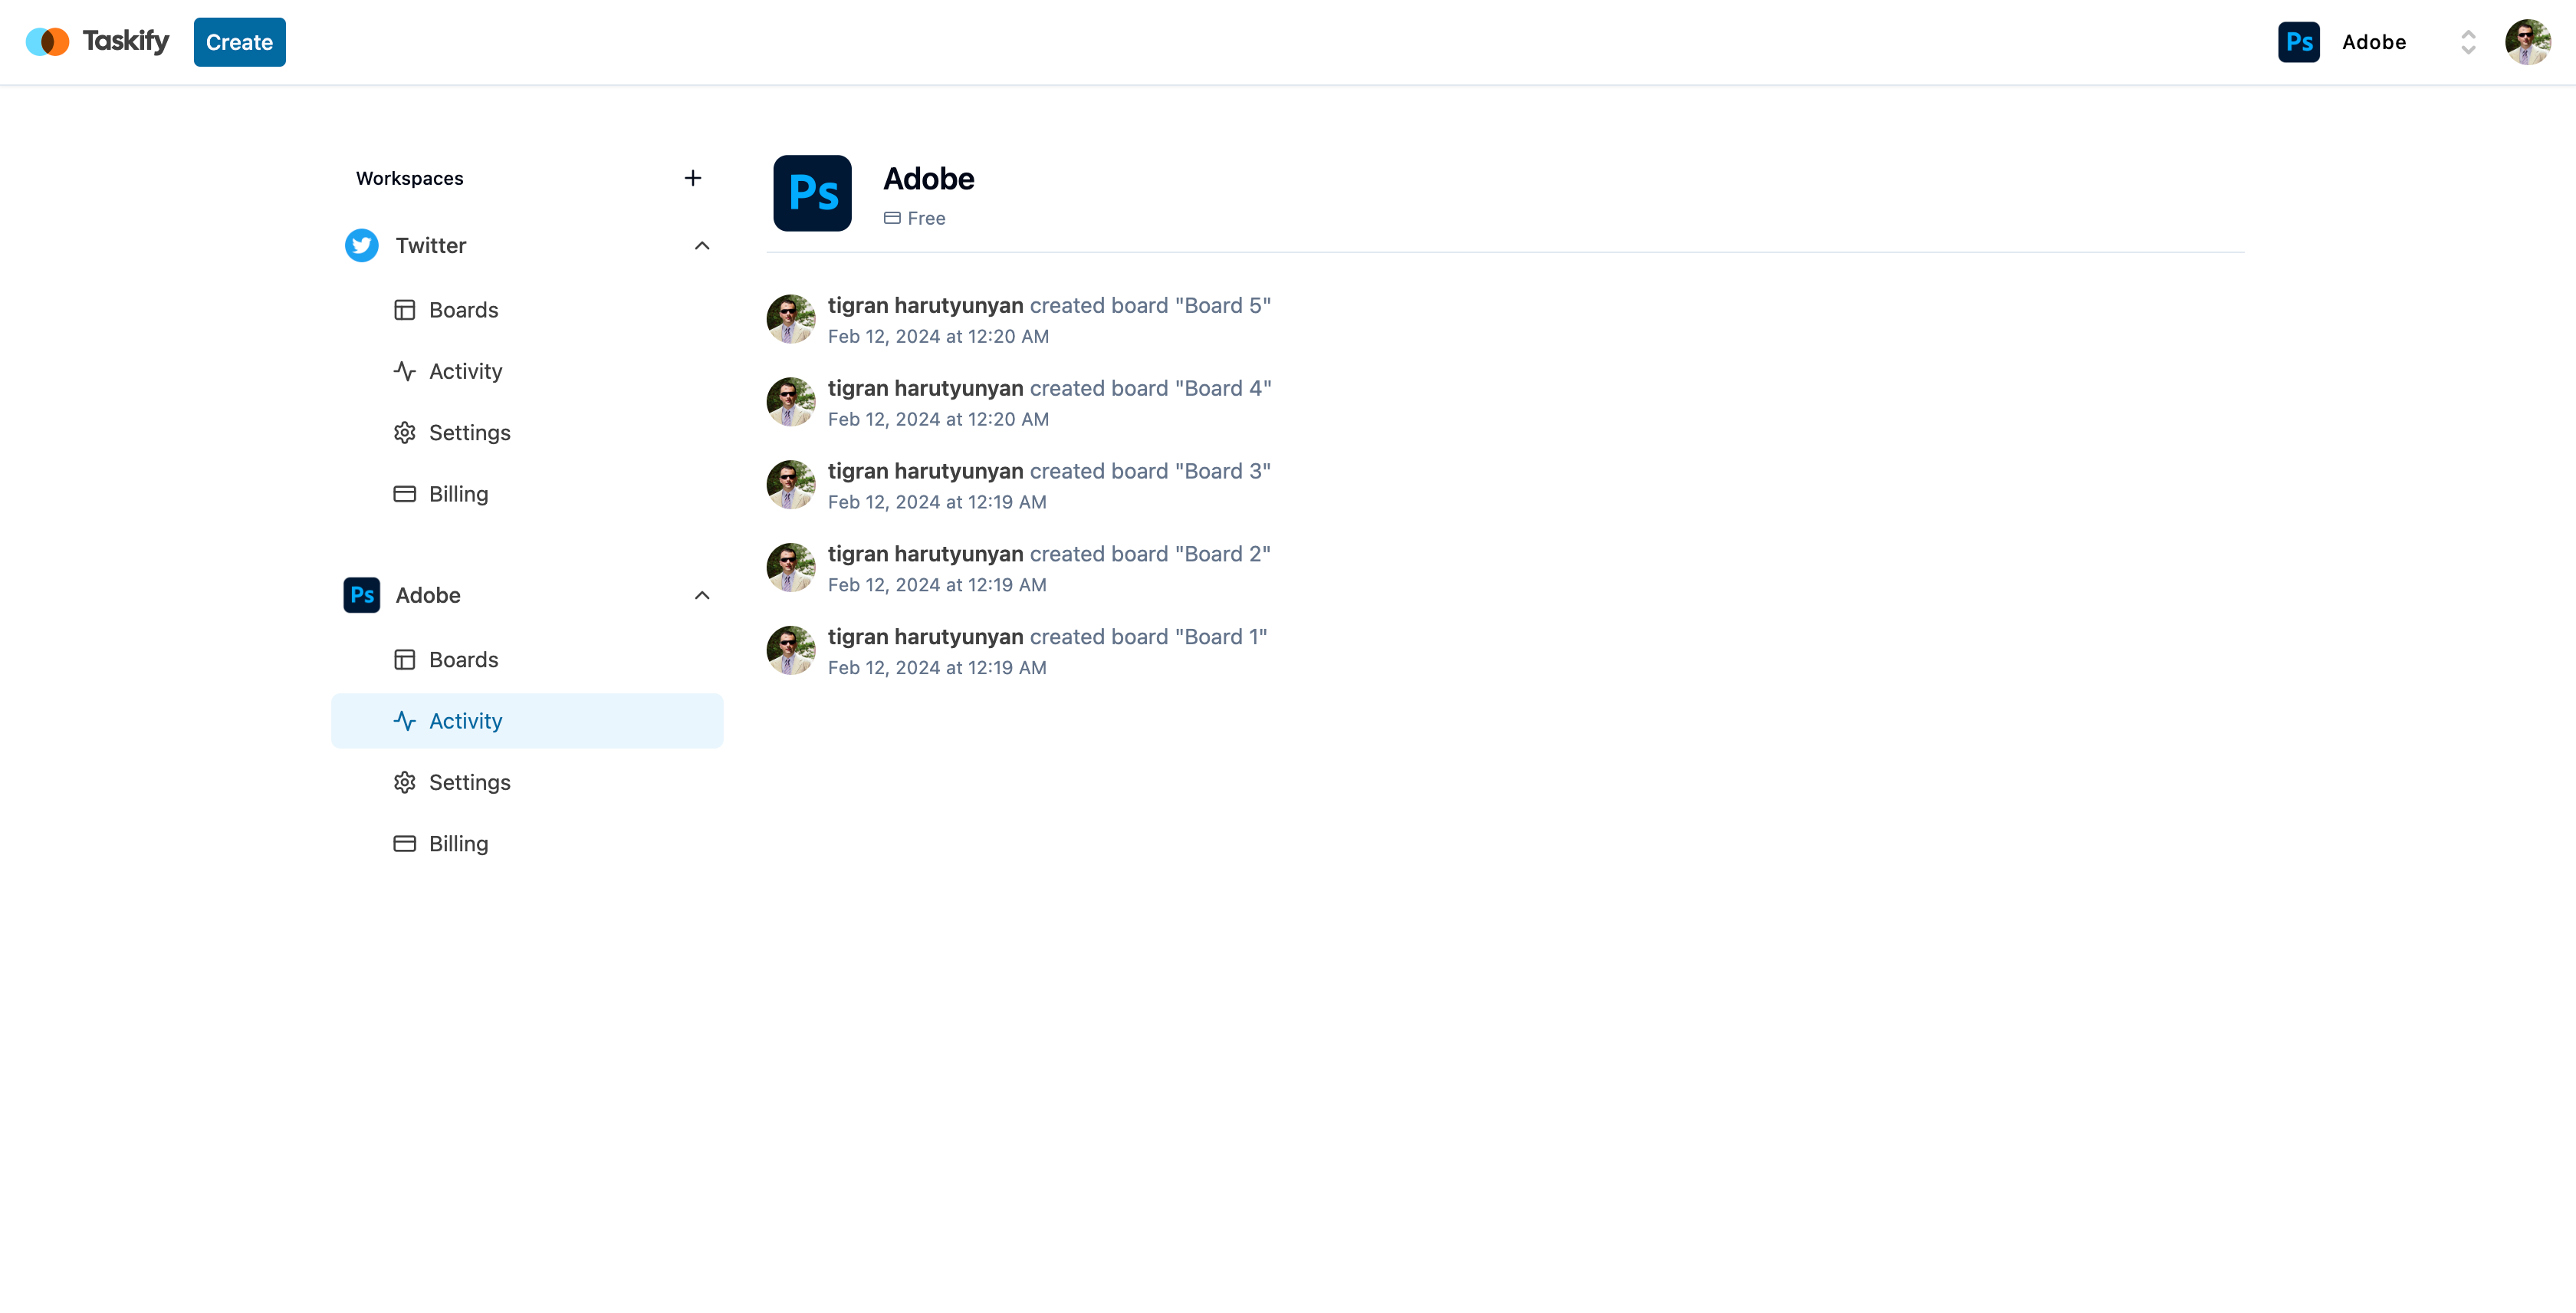 Taskify
Create
Ps
Adobe
Workspaces
Twitter
Boards
Activity
Settings
Billing
Ps
Adobe
Boards
Activity
Settings
Billing
Ps
Adobe
Free
tigran harutyunyan created board "Board 5"
Feb 12, 2024 at 12:20 AM
tigran harutyunyan created board "Board 4"
Feb 12, 2024 at 12:20 AM
tigran harutyunyan created board "Board 3"
Feb 12, 2024 at 12:19 AM
tigran harutyunyan created board "Board 2"
Feb 12, 2024 at 12:19 AM
tigran harutyunyan created board "Board 1"
Feb 12, 2024 at 12:19 AM